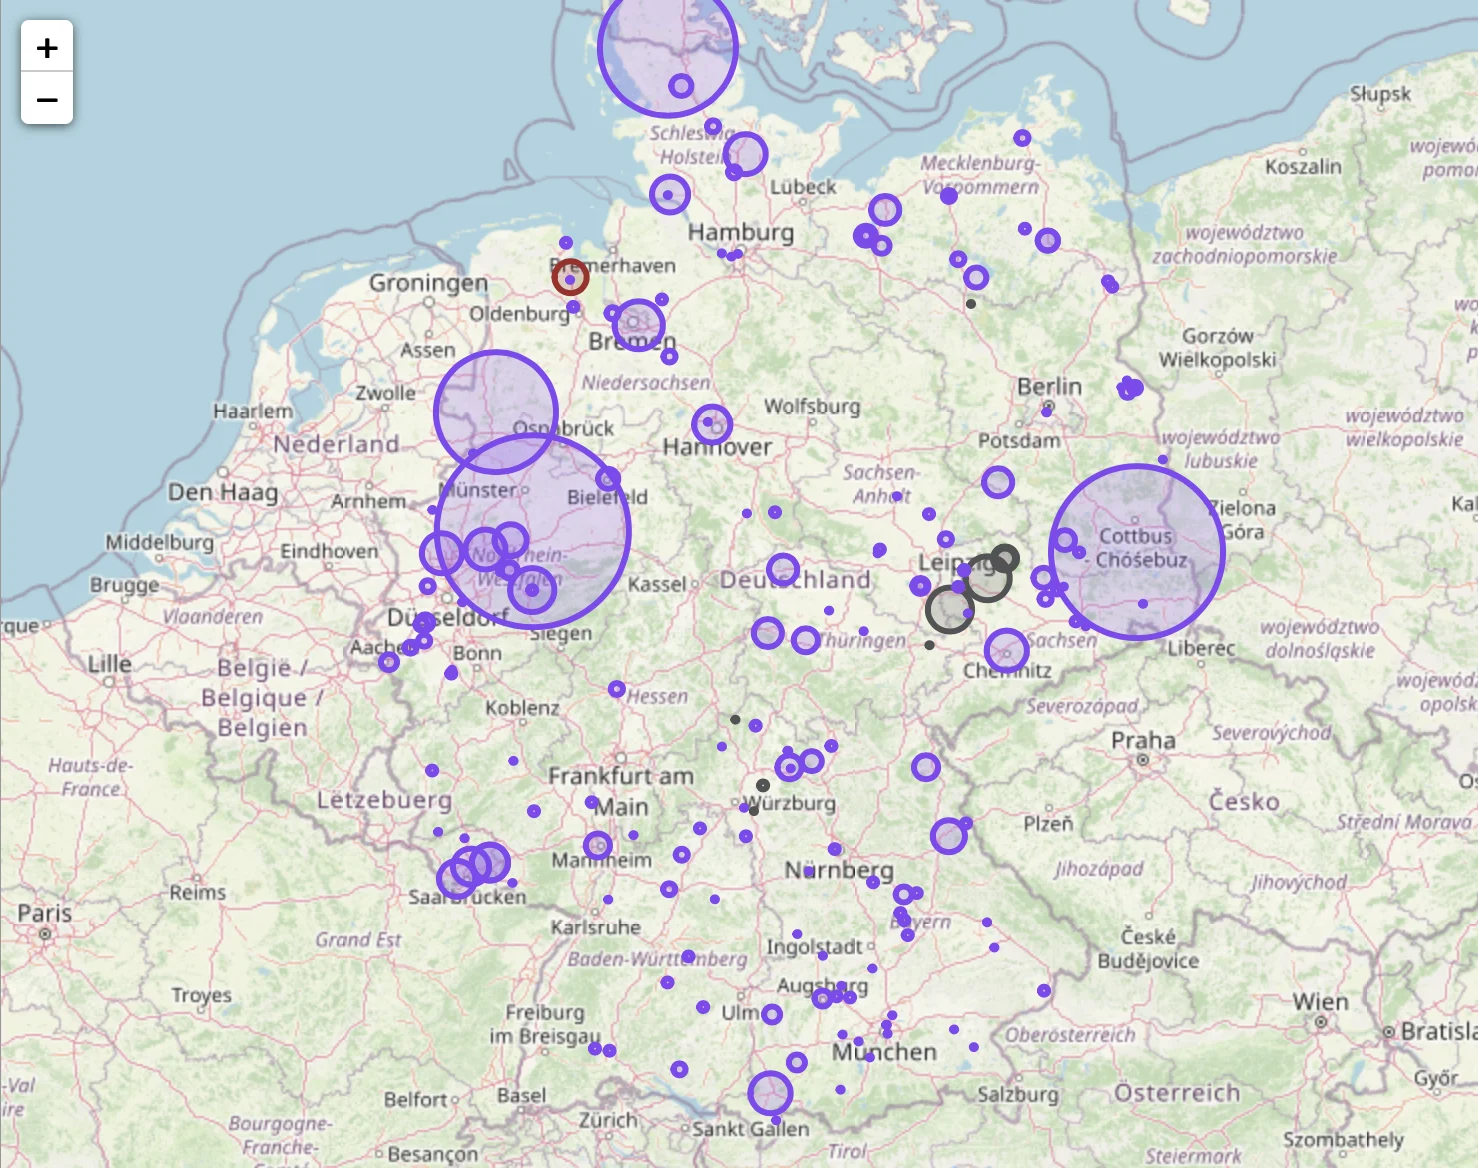 +
−
Słupsk
Schleswig-
Holstein
Koszalin
Mecklenburg-
Vorpommern
Lübeck
Hamburg
województwo
zachodniopomorskie
Bremerhaven
Groningen
Oldenburg
Bremen
Assen
Gorzów
Wielkopolski
Niedersachsen
Berlin
Zwolle
Haarlem
Wolfsburg
województwo
wielkopolskie
Osnabrück
Nederland
Hannover
Potsdam
województwo
lubuskie
Sachsen-
Anhalt
Den Haag
Arnhem
Münster
Bielefeld
Zielona
Góra
Cottbus
- Chóśebuz
Middelburg
Eindhoven
Nordrhein-
Westfalen
Leipzig
Deutschland
Kassel
Brugge
Vlaanderen
Düsseldorf
Siegen
województwo
dolnośląskie
Thüringen
Sachsen
Liberec
Aachen
Bonn
Lille
België /
Belgique /
Belgien
Chemnitz
Hessen
Koblenz
Severozápad
Praha
Severovýchod
Hauts-de-
France
Frankfurt am
Main
Lëtzebuerg
Würzburg
Česko
Plzeň
Střední Morava
Mannheim
Nürnberg
Jihozápad
Jihovýchod
Reims
Saarbrücken
Paris
Karlsruhe
Bayern
Grand Est
Ingolstadt
České
Budějovice
Baden-Württemberg
Troyes
Augsburg
Freiburg
im Breisgau
Ulm
Wien
München
Oberösterreich
Bratisla
Győr
Belfort
Basel
Salzburg
Österreich
Zürich
Sankt Gallen
Bourgogne-
Franche-
Besançon
Tirol
Steiermark
Szombathely